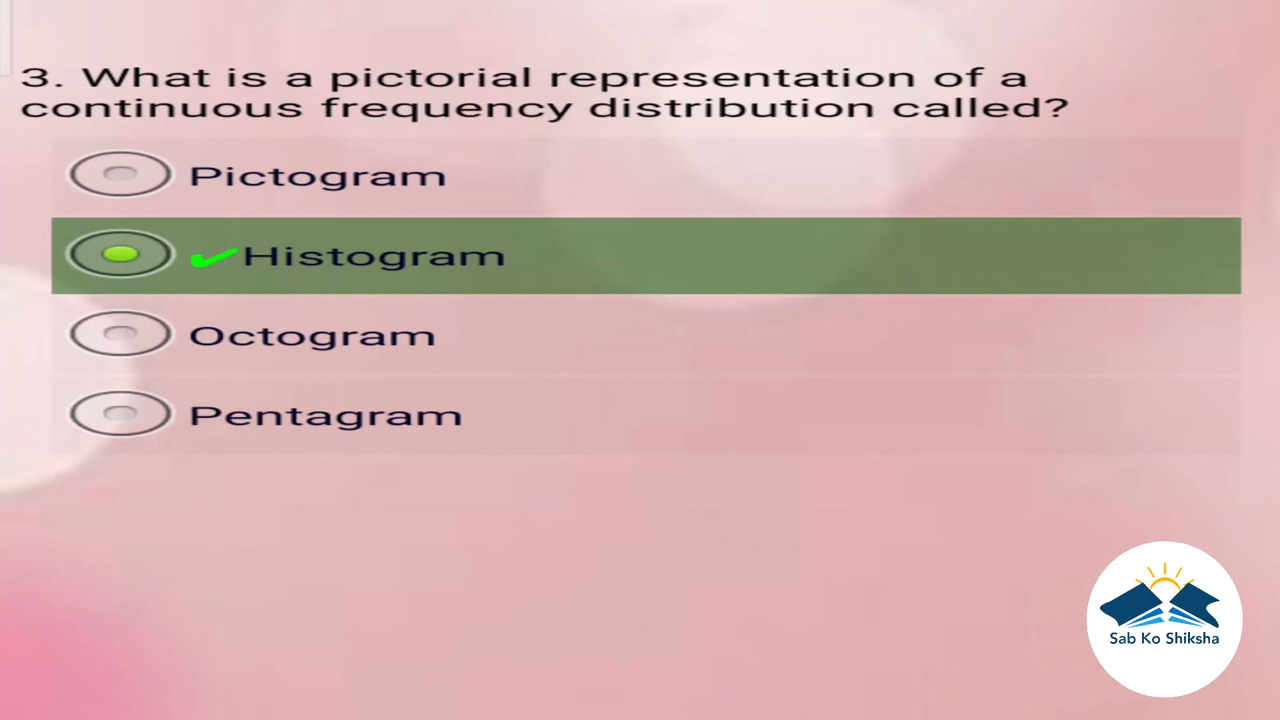 3. What is a pictorial representation of a
continuous frequency distribution called?
Pictogram
✔Histogram
Octogram
Pentagram
Sab Ko Shiksha